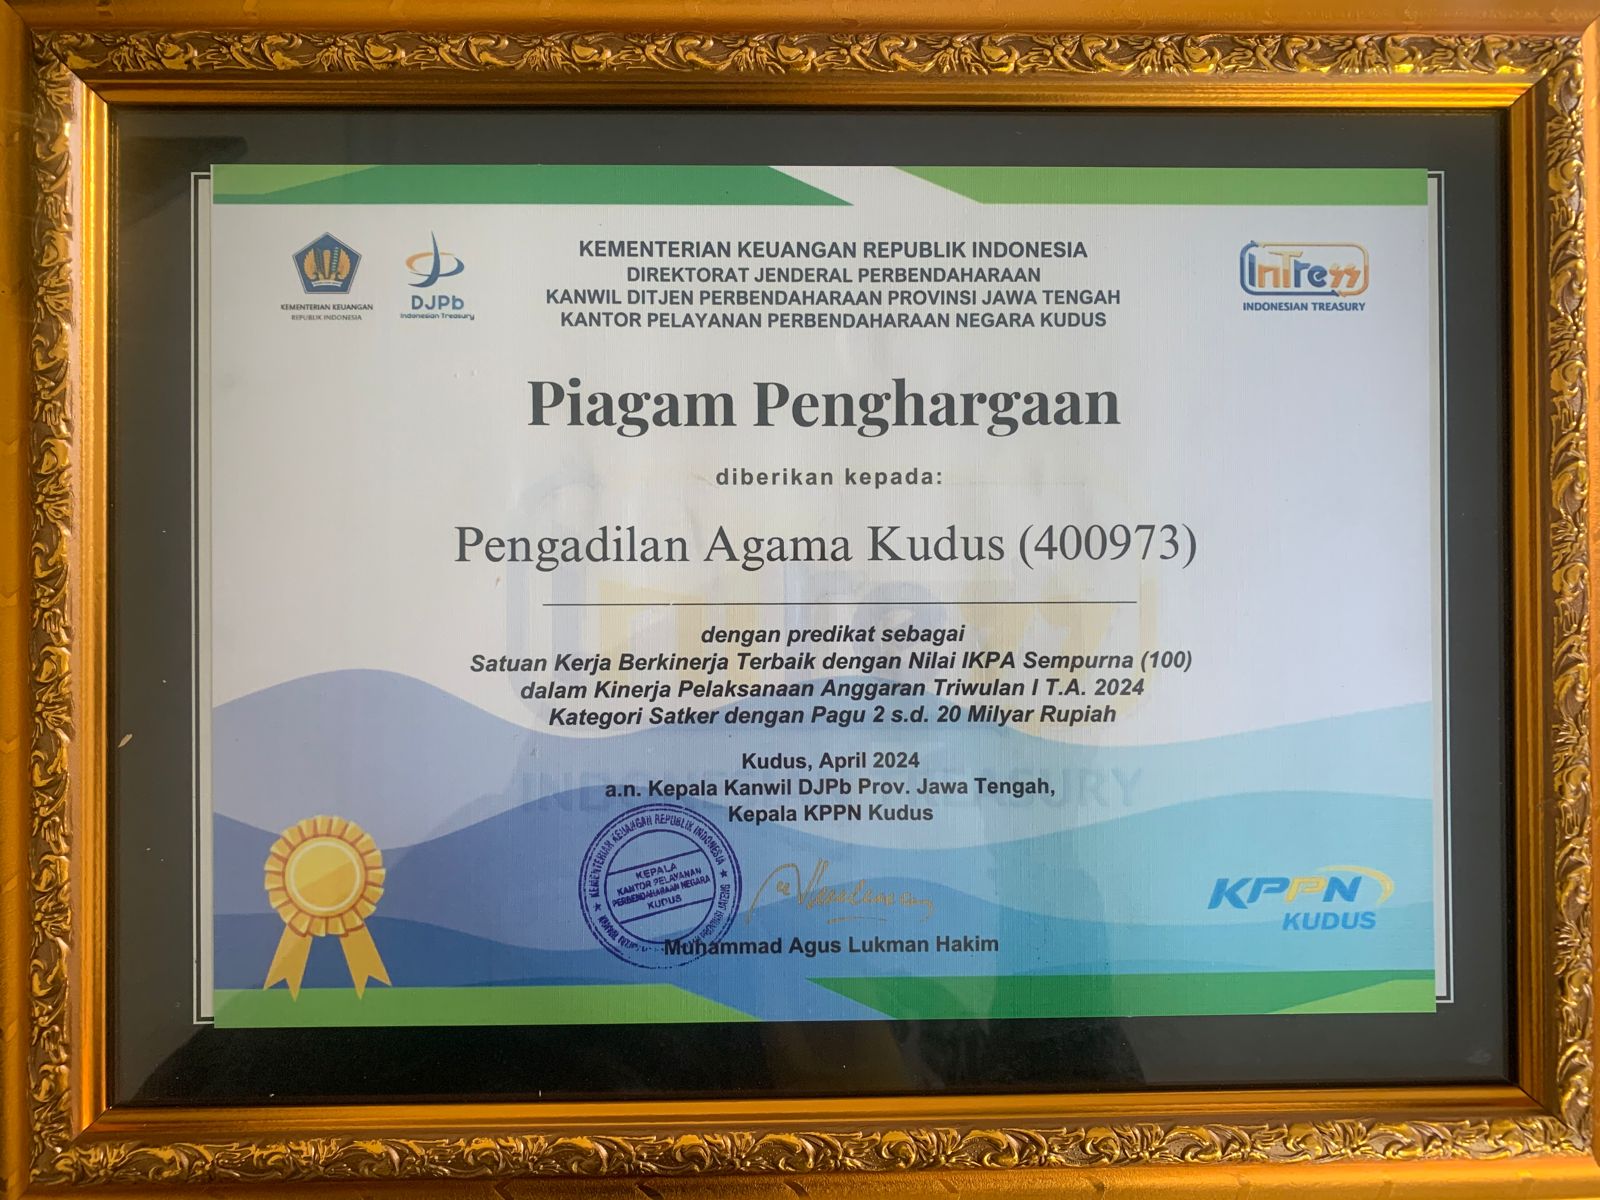 KEMENTERIAN KEUANGAN
REPUBLIK INDONESIA
DJPb
Indonesian Treasury
KEMENTERIAN KEUANGAN REPUBLIK INDONESIA
DIREKTORAT JENDERAL PERBENDAHARAAN
KANWIL DITJEN PERBENDAHARAAN PROVINSI JAWA TENGAH
KANTOR PELAYANAN PERBENDAHARAAN NEGARA KUDUS
InTress
INDONESIAN TREASURY
Piagam Penghargaan
diberikan kepada:
Pengadilan Agama Kudus (400973)
dengan predikat sebagai
Satuan Kerja Berkinerja Terbaik dengan Nilai IKPA Sempurna (100)
dalam Kinerja Pelaksanaan Anggaran Triwulan I T.A. 2024
Kategori Satker dengan Pagu 2 s.d. 20 Milyar Rupiah
INDONESIAN TREASURY
Kudus, April 2024
a.n. Kepala Kanwil DJPb Prov. Jawa Tengah,
Kepala KPPN Kudus
KEMENTERIAN KEUANGAN REPUBLIK INDONESIA
KEPALA
KANTOR PELAYANAN
PERBENDAHARAAN NEGARA
KUDUS
Muhammad Agus Lukman Hakim
KPPN
KUDUS